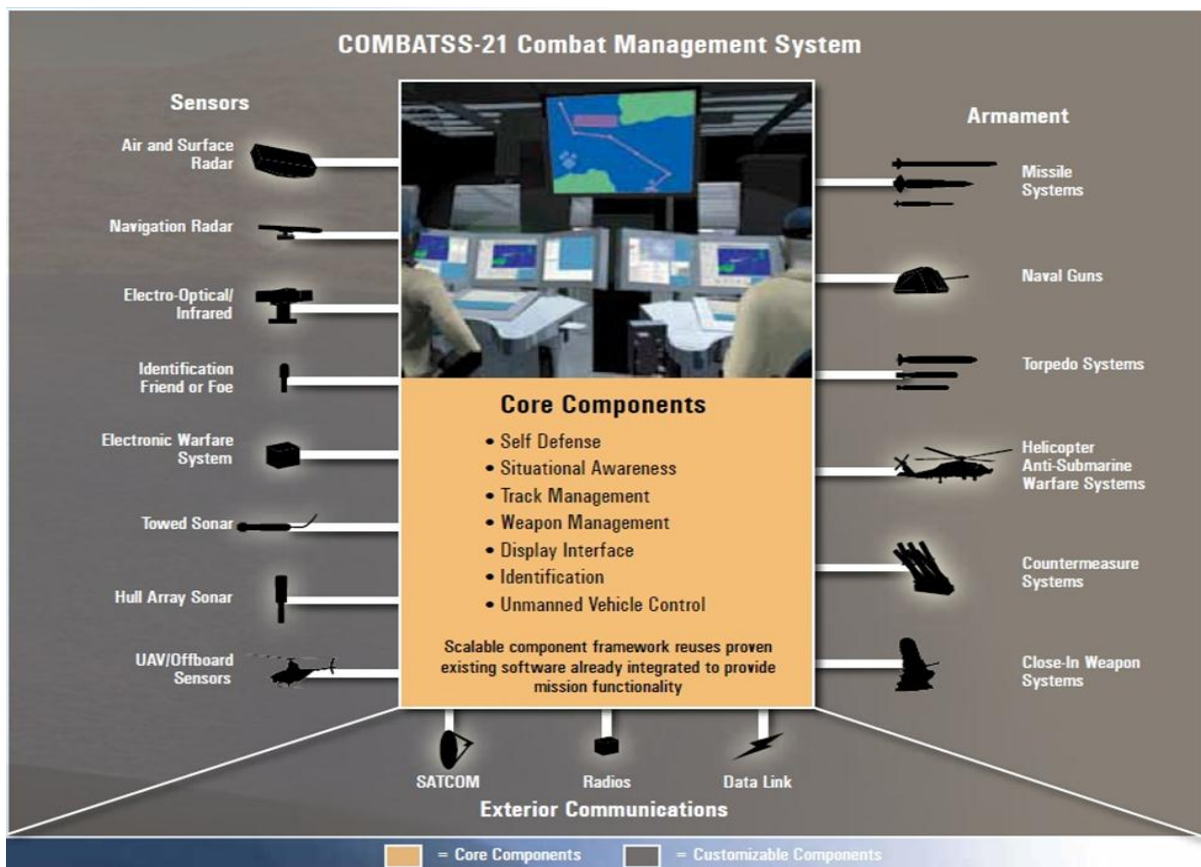 COMBATSS-21 Combat Management System
Sensors
Air and Surface
Radar
Navigation Radar
Electro-Optical/
Infrared
Identification
Friend or Foe
Electronic Warfare
System
Towed Sonar
Hull Array Sonar
UAV/Offboard
Sensors
Core Components
• Self Defense
• Situational Awareness
• Track Management
• Weapon Management
• Display Interface
• Identification
• Unmanned Vehicle Control
Scalable component framework reuses proven
existing software already integrated to provide
mission functionality
Armament
Missile
Systems
Naval Guns
Torpedo Systems
Helicopter
Anti-Submarine
Warfare Systems
Countermeasure
Systems
Close-In Weapon
Systems
SATCOM
Radios
Data Link
Exterior Communications
= Core Components
= Customizable Components